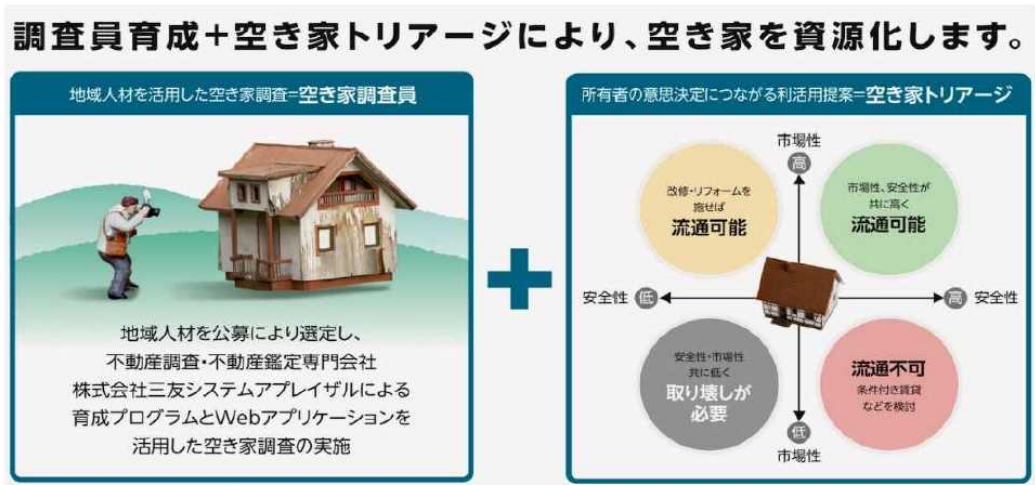 調査員育成+空き家トリアージにより、空き家を資源化します。
地域人材を活用した空き家調査=空き家調査員
地域人材を公募により選定し、
不動産調査・不動産鑑定専門会社
株式会社三友システムアプレイザルによる
育成プログラムとWebアプリケーションを
活用した空き家調査の実施
+
所有者の意思決定につながる利活用提案=空き家トリアージ
市場性
高
改修・リフォームを
施せば
流通可能
市場性、安全性が
共に高く
流通可能
安全性 低
高 安全性
安全性・市場性
共に低く
取り壊しが
必要
流通不可
条件付き賃貸
などを検討
低
市場性